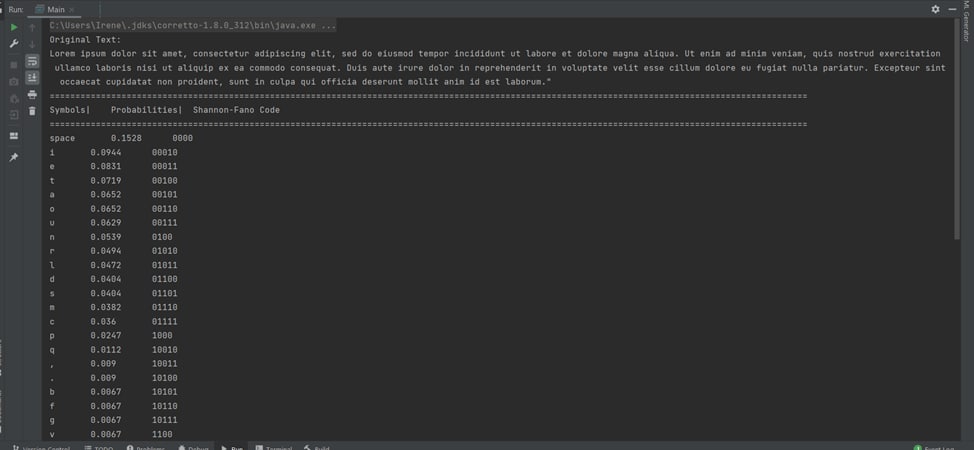 Run: Main
C:\Users\Irene\.jdks\corretto-1.8.0_312\bin\java.exe ...
Original Text:
Lorem ipsum dolor sit amet, consectetur adipiscing elit, sed do eiusmod tempor incididunt ut labore et dolore magna aliqua. Ut enim ad minim veniam, quis nostrud exercitation
ullamco laboris nisi ut aliquip ex ea commodo consequat. Duis aute irure dolor in reprehenderit in voluptate velit esse cillum dolore eu fugiat nulla pariatur. Excepteur sint
occaecat cupidatat non proident, sunt in culpa qui officia deserunt mollit anim id est laborum."
Symbols| Probabilities| Shannon-Fano Code
space 0.1528 0000
i 0.0944 00010
e 0.0831 00011
t 0.0719 00100
a 0.0652 00101
o 0.0652 00110
u 0.0629 00111
n 0.0539 0100
r 0.0494 01010
l 0.0472 01011
d 0.0404 01100
s 0.0404 01101
m 0.0382 01110
c 0.036 01111
p 0.0247 1000
q 0.0112 10010
, 0.009 10011
. 0.009 10100
b 0.0067 10101
f 0.0067 10110
g 0.0067 10111
v 0.0067 1100
Version Control TODO Problems Debug Run Terminal Build Event Log